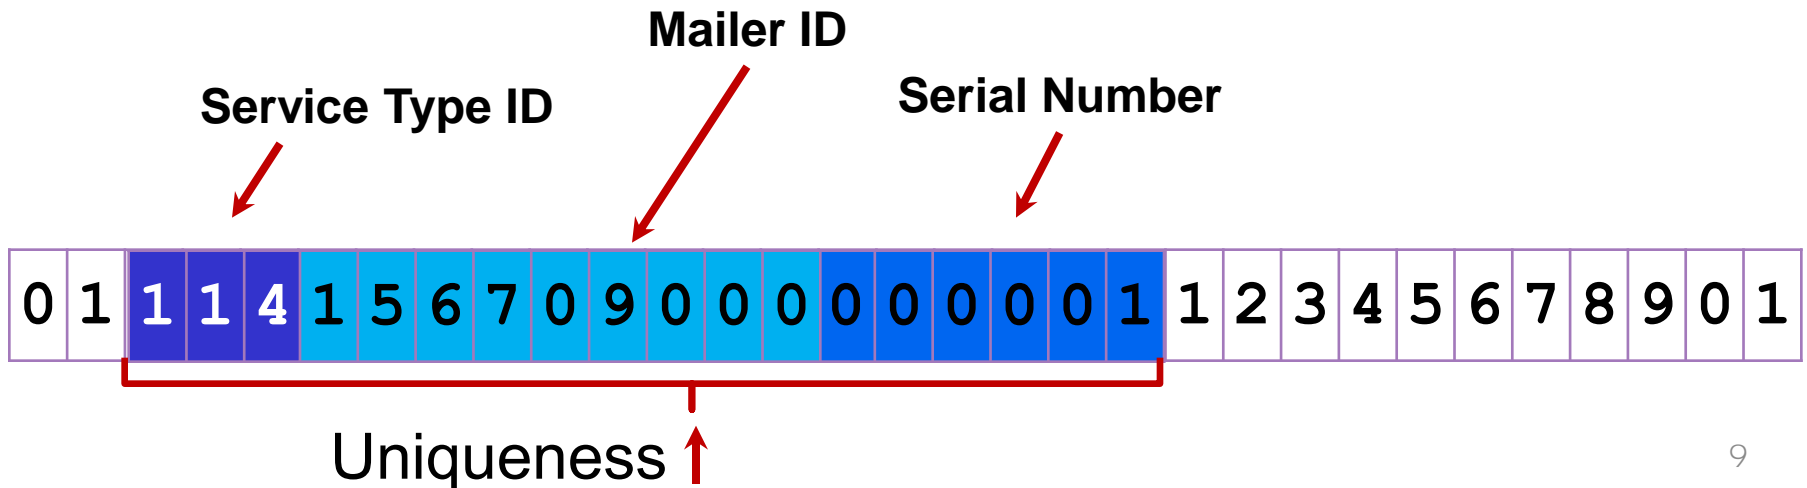 Mailer ID
Service Type ID
Serial Number
0 1 1 1 4 1 5 6 7 0 9 0 0 0 0 0 0 0 0 1 1 2 3 4 5 6 7 8 9 0 1
Uniqueness
9